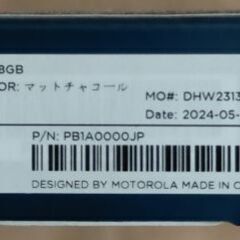 8GB
OR: マットチャコール
MO#: DHW2313
Date: 2024-05-
P/N: PB1A0000JP
DESIGNED BY MOTOROLA MADE IN C